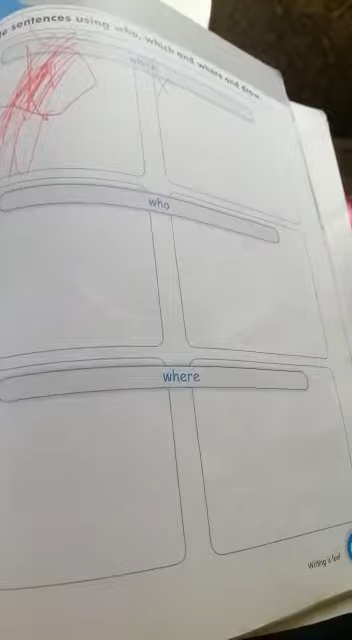 e sentences using who, which and where and draw.
which
who
where
Writing is fun!